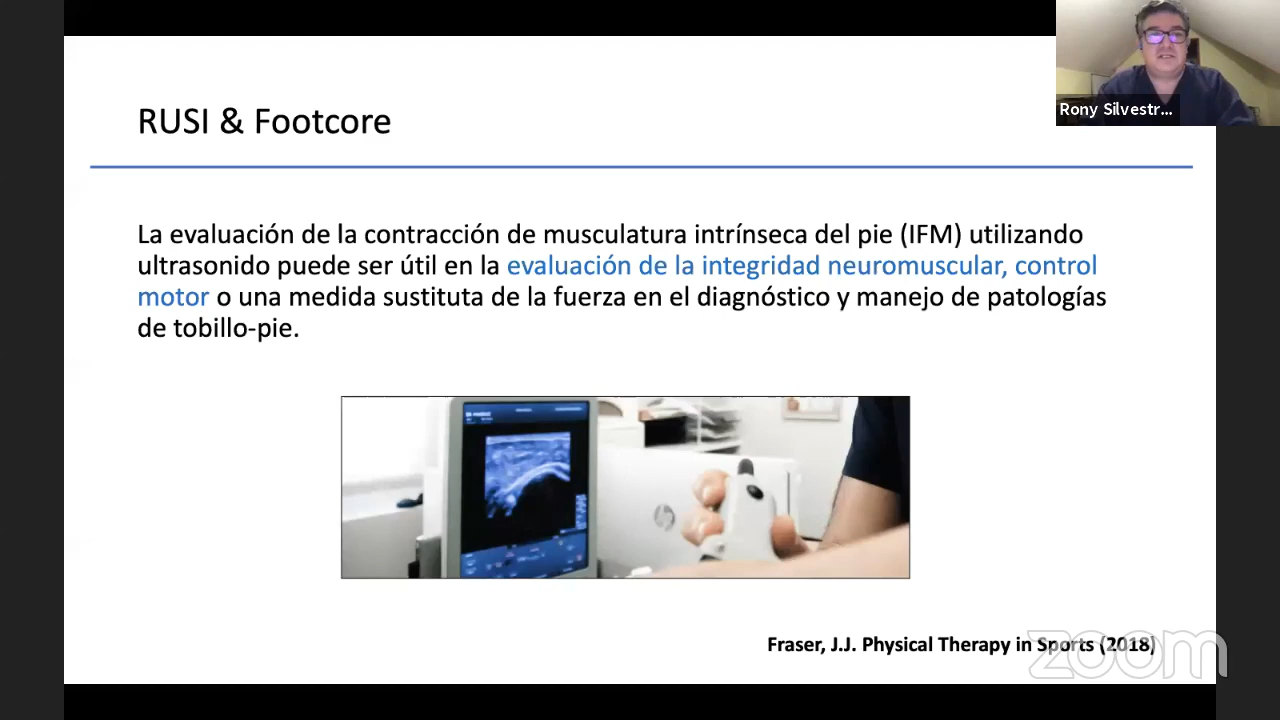 Rony Silvestr...
RUSI & Footcore
La evaluación de la contracción de musculatura intrínseca del pie (IFM) utilizando
ultrasonido puede ser útil en la evaluación de la integridad neuromuscular, control
motor o una medida sustituta de la fuerza en el diagnóstico y manejo de patologías
de tobillo-pie.
hp
Fraser, J.J. Physical Therapy in Sports (2018)
zoom